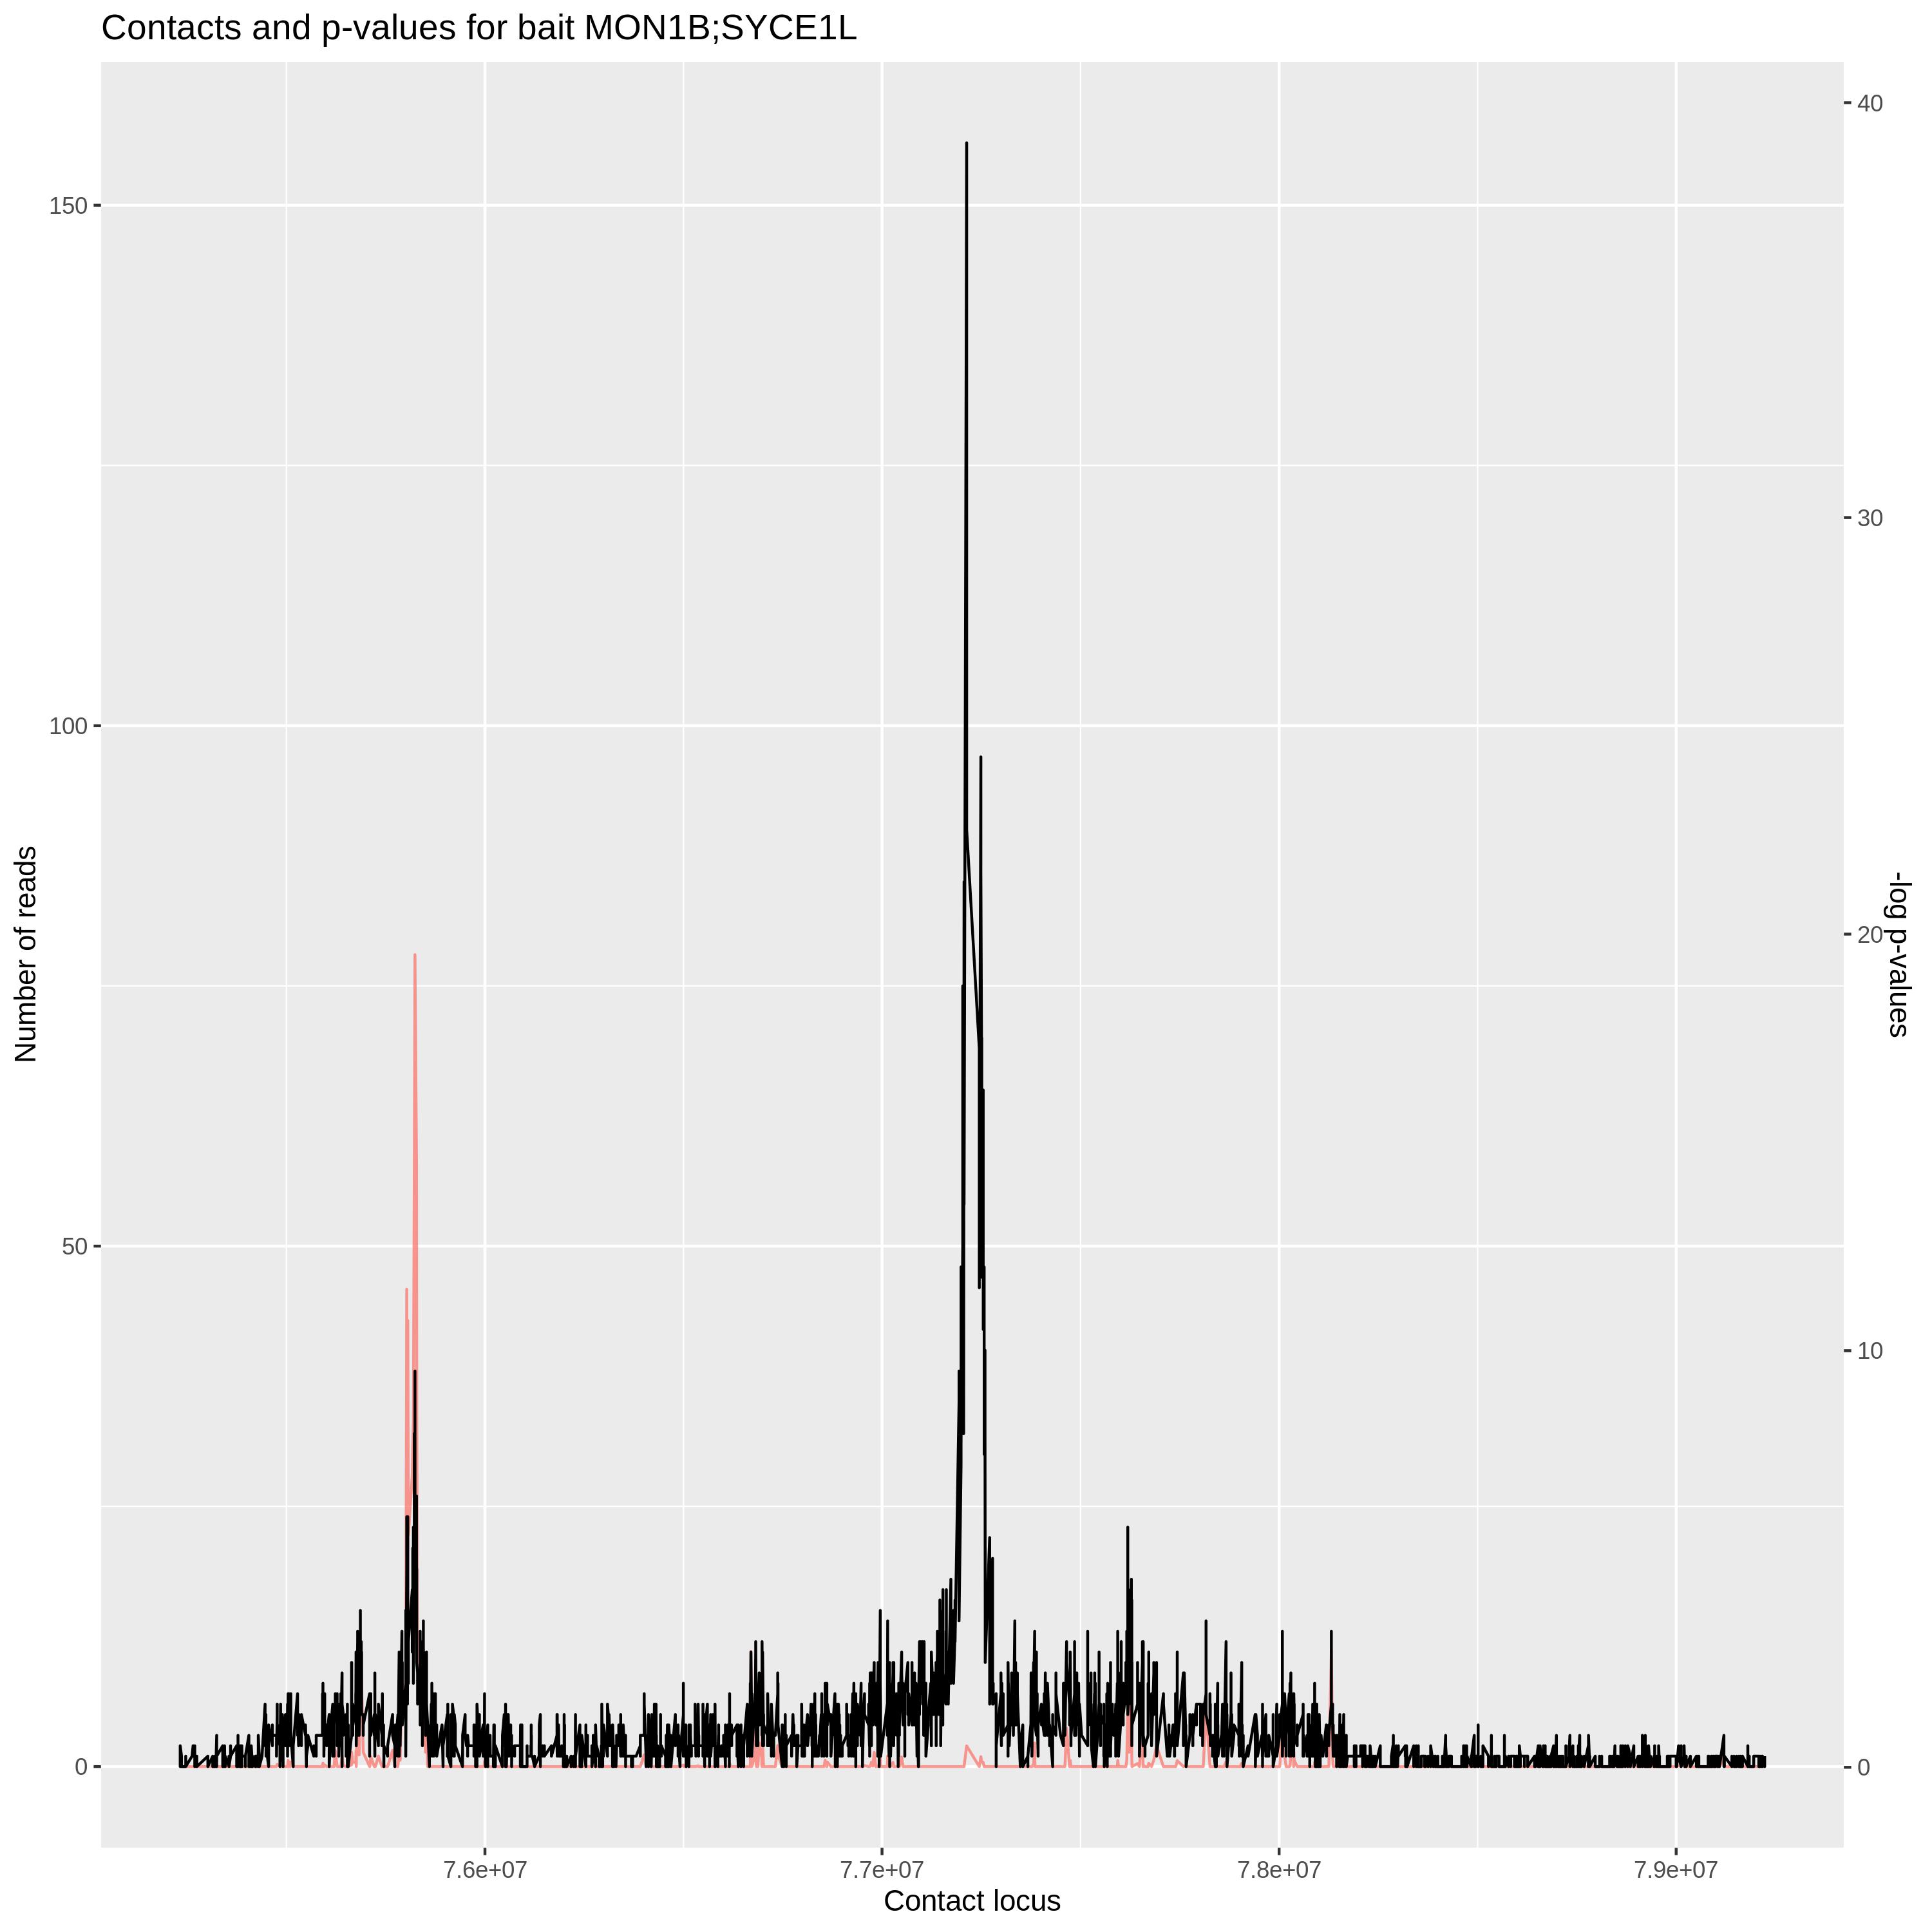 Contacts and p-values for bait MON1B;SYCE1L
40
150
30
100
20
50
10
0
0
Number of reads
-log p-values
7.6e+07
7.7e+07
7.8e+07
7.9e+07
Contact locus